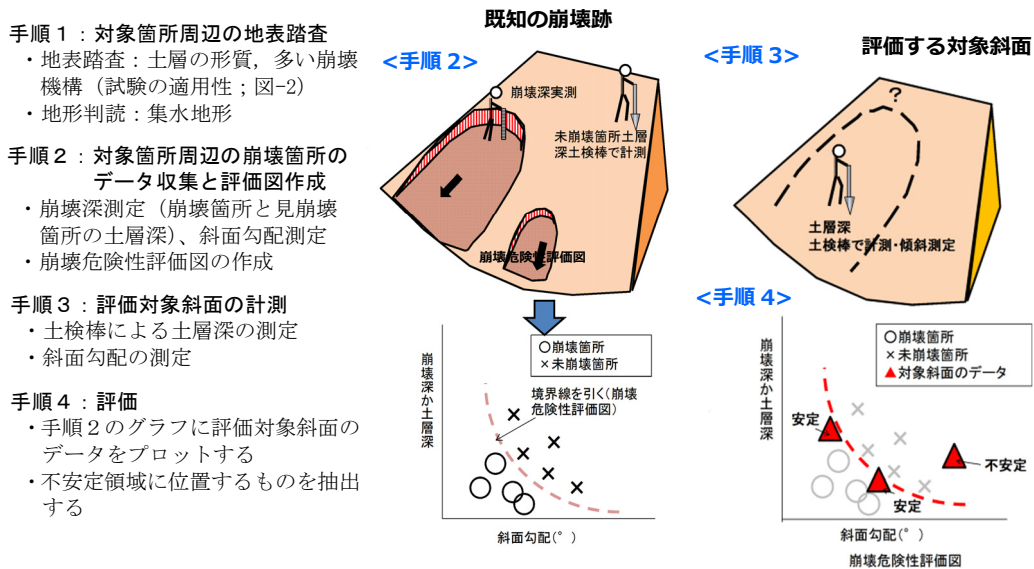 手順１：対象箇所周辺の地表踏査
・地表踏査：土層の形質，多い崩壊
機構（試験の適用性；図-2）
・地形判読：集水地形
手順２：対象箇所周辺の崩壊箇所の
データ収集と評価図作成
・崩壊深測定（崩壊箇所と見崩壊
箇所の土層深）、斜面勾配測定
・崩壊危険性評価図の作成
手順３：評価対象斜面の計測
・土検棒による土層深の測定
・斜面勾配の測定
手順４：評価
・手順２のグラフに評価対象斜面の
データをプロットする
・不安定領域に位置するものを抽出
する
既知の崩壊跡
<手順 2>
崩壊深実測
未崩壊箇所土層
深土検棒で計測
崩壊危険性評価図
崩壊深か土層深
○崩壊箇所
×未崩壊箇所
境界線を引く(崩壊
危険性評価図)
斜面勾配(°)
<手順 3>
評価する対象斜面
?
土層深
土検棒で計測・傾斜測定
<手順 4>
崩壊深か土層深
○崩壊箇所
×未崩壊箇所
▲対象斜面のデータ
安定
不安定
安定
斜面勾配(°)
崩壊危険性評価図